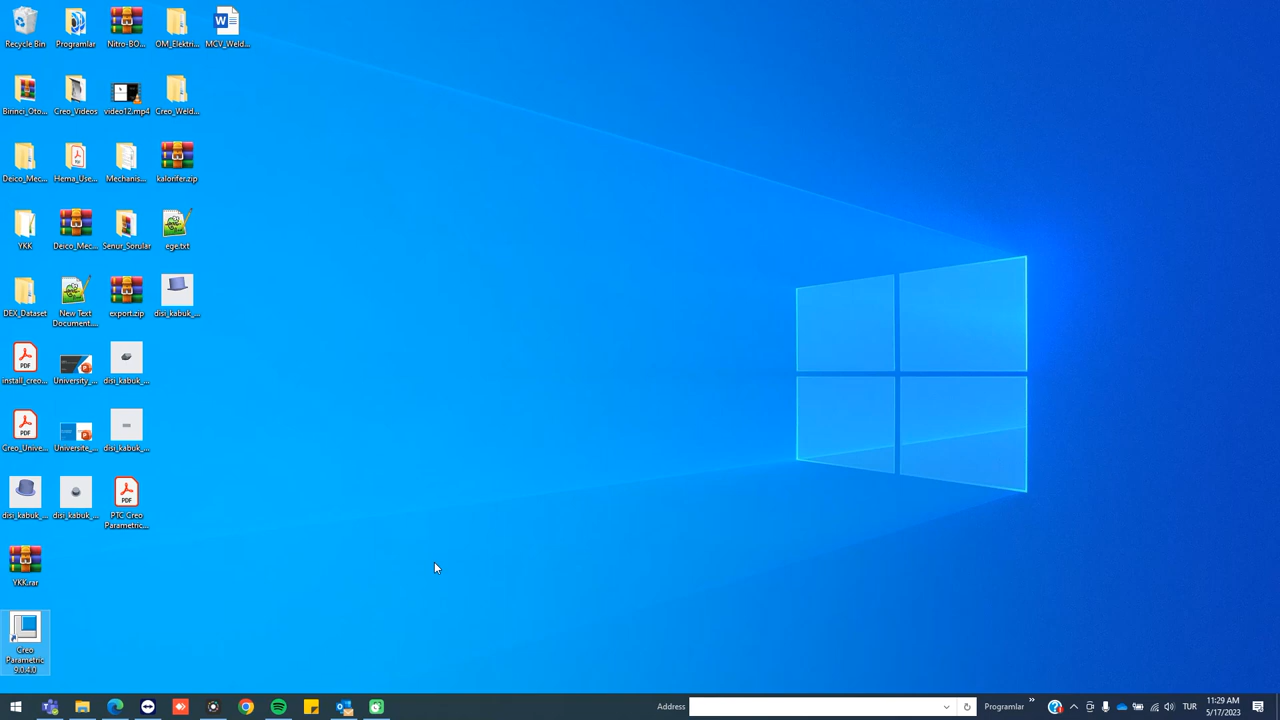 Recycle Bin
Programlar
Nitro-BO...
OM_Elektri...
MCV_Weld...
Birinci_Oto...
Creo_Videos
video12.mp4
Creo_Weld...
Deico_Mec...
Hema_Use...
Mechanis...
kalorifer.zip
YKK
Deico_Mec...
Senur_Sorular
ege.txt
DEX_Dataset
New Text
Document....
export.zip
disi_kabuk_...
install_creo...
University_...
disi_kabuk_...
Creo_Unive...
Universite_...
disi_kabuk_...
disi_kabuk_...
disi_kabuk_...
PTC Creo
Parametric...
YKK.rar
Creo
Parametric
9.0.4.0
Address
Programlar
TUR
11:29 AM
5/17/2023